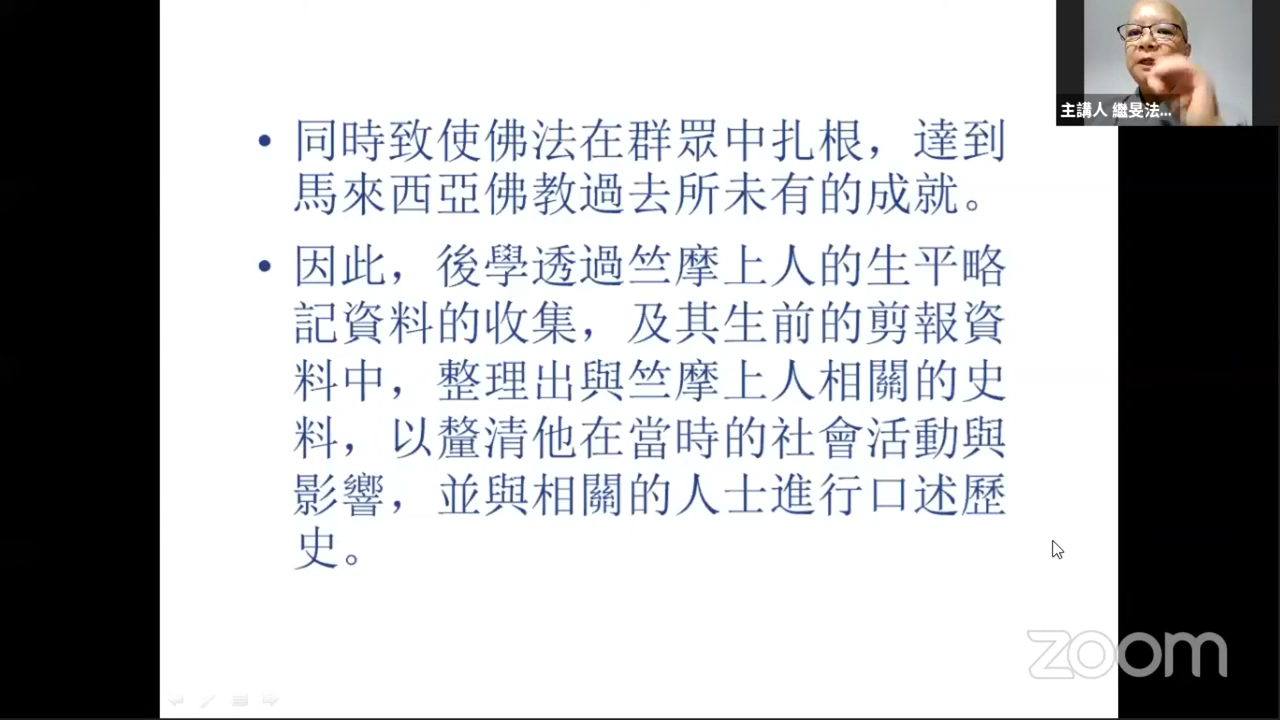 主講人 繼旻法...
• 同時致使佛法在群眾中扎根，達到
馬來西亞佛教過去所未有的成就。
• 因此，後學透過竺摩上人的生平略
記資料的收集，及其生前的剪報資
料中，整理出與竺摩上人相關的史
料，以釐清他在當時的社會活動與
影響，並與相關的人士進行口述歷
史。
zoom